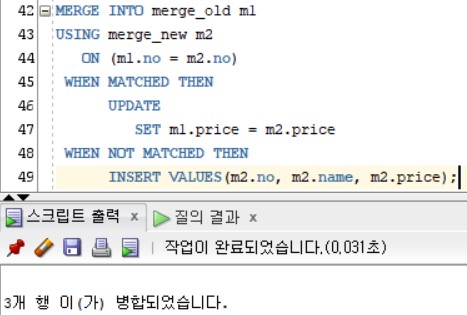 42 MERGE INTO merge_old m1
43 USING merge_new m2
44 ON (m1.no = m2.no)
45 WHEN MATCHED THEN
46 UPDATE
47 SET m1.price = m2.price
48 WHEN NOT MATCHED THEN
49 INSERT VALUES(m2.no, m2.name, m2.price);
스크립트 출력 x 질의 결과 x
작업이 완료되었습니다.(0,031초)
3개 행 이(가) 병합되었습니다.